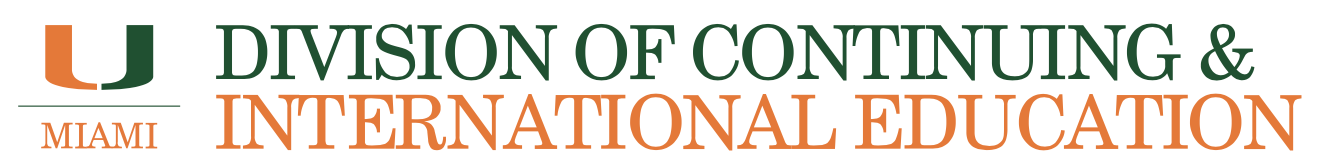 U
MIAMI
DIVISION OF CONTINUING &
INTERNATIONAL EDUCATION